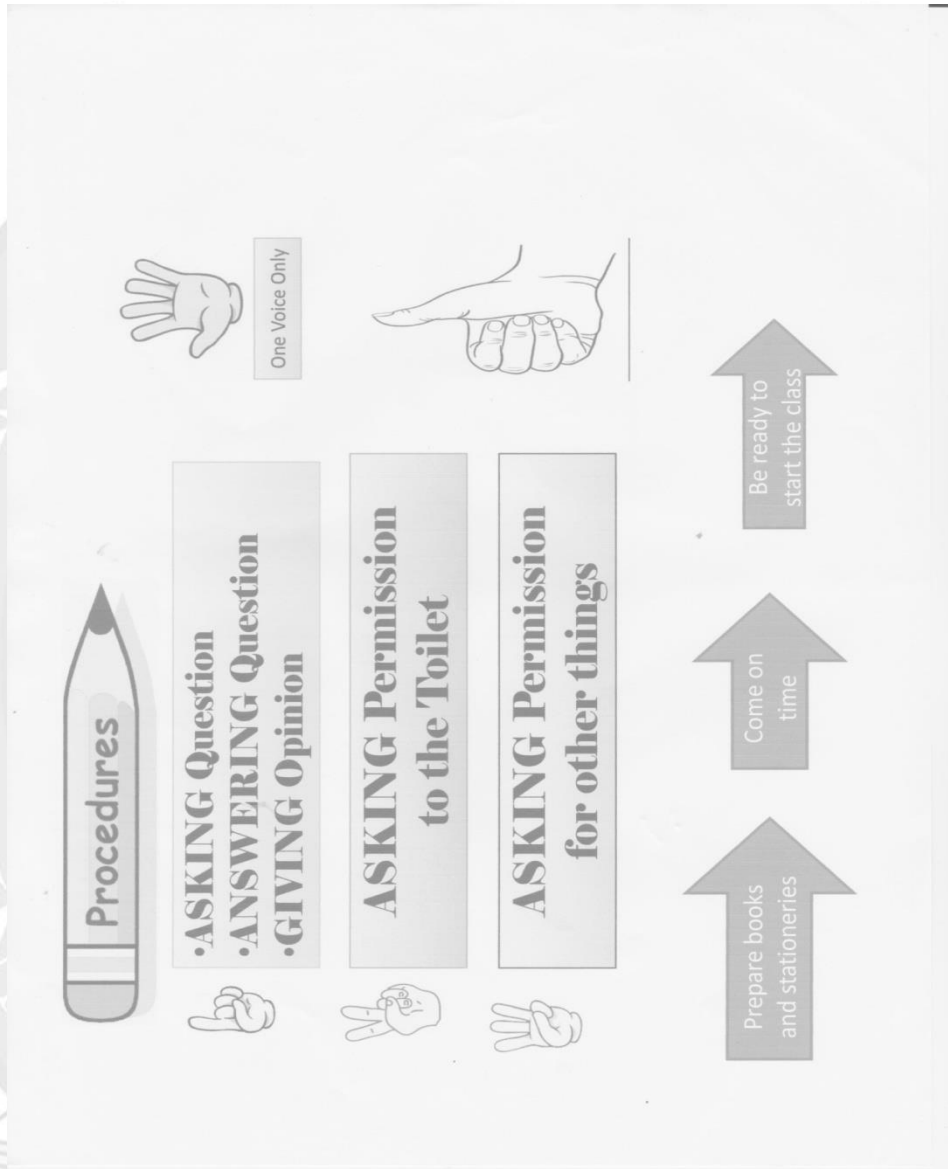 Procedures
•ASKING Question
•ANSWERING Question
•GIVING Opinion
One Voice Only
ASKING Permission
to the Toilet
ASKING Permission
for other things
Prepare books
and stationeries
Come on
time
Be ready to
start the class